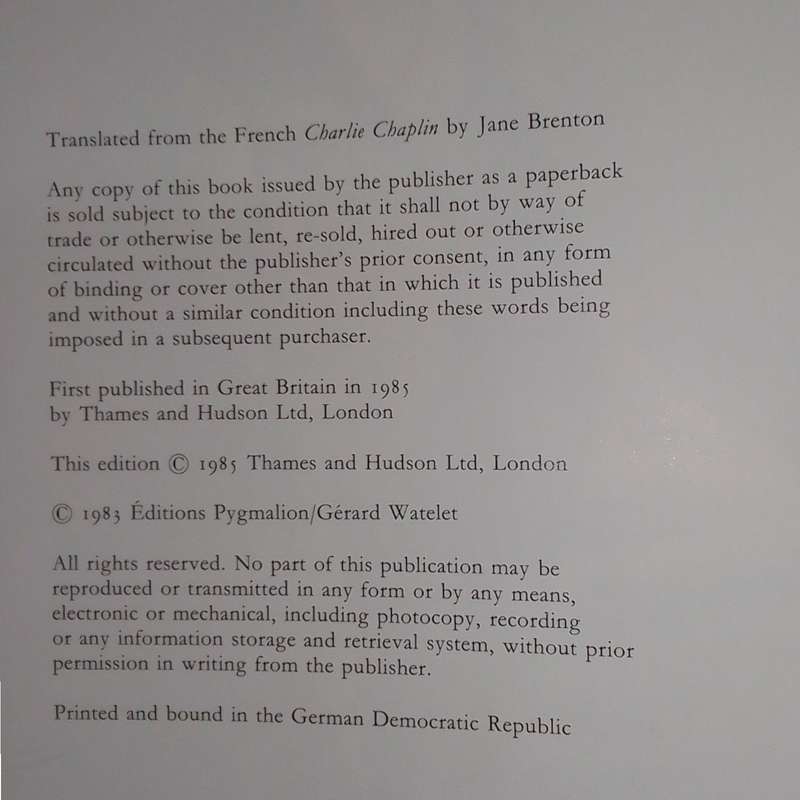 Translated from the French Charlie Chaplin by Jane Brenton
Any copy of this book issued by the publisher as a paperback
is sold subject to the condition that it shall not by way of
trade or otherwise be lent, re-sold, hired out or otherwise
circulated without the publisher's prior consent, in any form
of binding or cover other than that in which it is published
and without a similar condition including these words being
imposed in a subsequent purchaser.
First published in Great Britain in 1985
by Thames and Hudson Ltd, London
This edition © 1985 Thames and Hudson Ltd, London
© 1983 Éditions Pygmalion/Gérard Watelet
All rights reserved. No part of this publication may be
reproduced or transmitted in any form or by any means,
electronic or mechanical, including photocopy, recording
or any information storage and retrieval system, without prior
permission in writing from the publisher.
Printed and bound in the German Democratic Republic